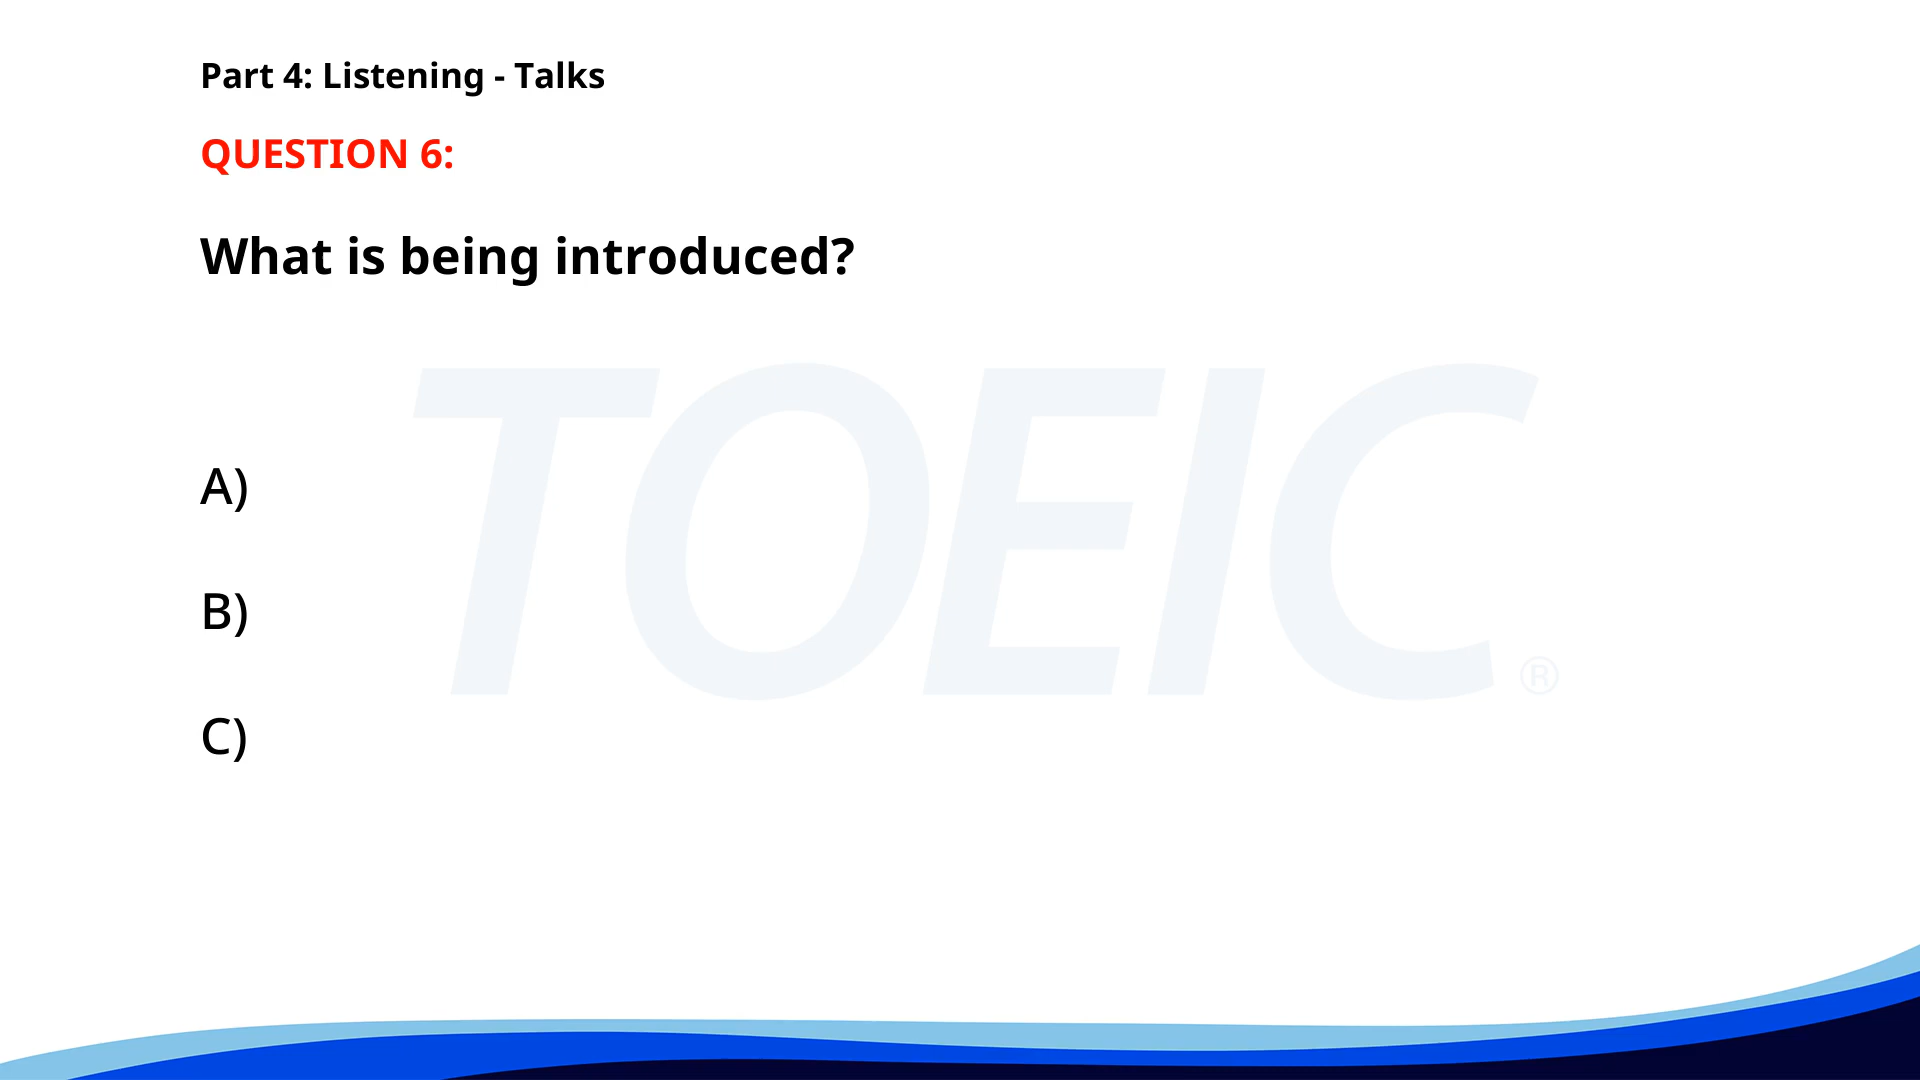 Part 4: Listening - Talks
QUESTION 6:
What is being introduced?
TOEIC®
A)
B)
C)